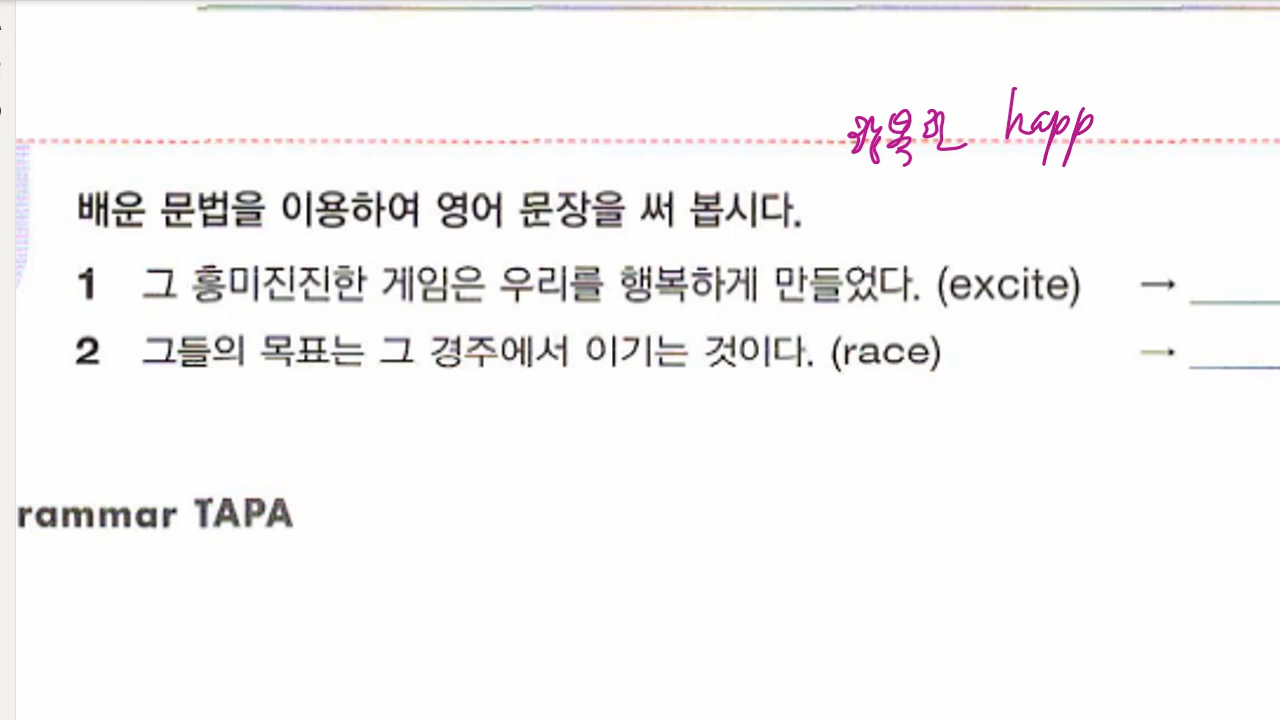 행복한 happ
배운 문법을 이용하여 영어 문장을 써 봅시다.
1 그 흥미진진한 게임은 우리를 행복하게 만들었다. (excite) →
2 그들의 목표는 그 경주에서 이기는 것이다. (race) →
rammar TAPA